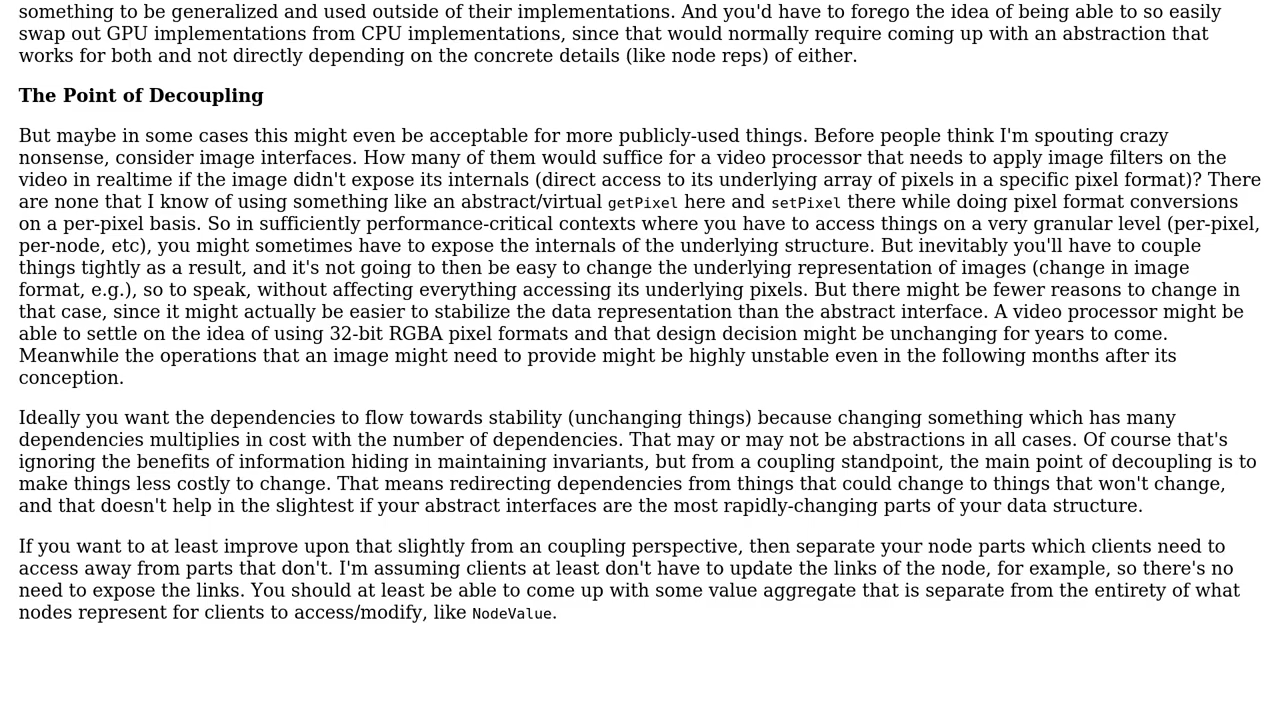 something to be generalized and used outside of their implementations. And you'd have to forego the idea of being able to so easily
swap out GPU implementations from CPU implementations, since that would normally require coming up with an abstraction that
works for both and not directly depending on the concrete details (like node reps) of either.
The Point of Decoupling
But maybe in some cases this might even be acceptable for more publicly-used things. Before people think I'm spouting crazy
nonsense, consider image interfaces. How many of them would suffice for a video processor that needs to apply image filters on the
video in realtime if the image didn't expose its internals (direct access to its underlying array of pixels in a specific pixel format)? There
are none that I know of using something like an abstract/virtual getPixel here and setPixel there while doing pixel format conversions
on a per-pixel basis. So in sufficiently performance-critical contexts where you have to access things on a very granular level (per-pixel,
per-node, etc), you might sometimes have to expose the internals of the underlying structure. But inevitably you'll have to couple
things tightly as a result, and it's not going to then be easy to change the underlying representation of images (change in image
format, e.g.), so to speak, without affecting everything accessing its underlying pixels. But there might be fewer reasons to change in
that case, since it might actually be easier to stabilize the data representation than the abstract interface. A video processor might be
able to settle on the idea of using 32-bit RGBA pixel formats and that design decision might be unchanging for years to come.
Meanwhile the operations that an image might need to provide might be highly unstable even in the following months after its
conception.
Ideally you want the dependencies to flow towards stability (unchanging things) because changing something which has many
dependencies multiplies in cost with the number of dependencies. That may or may not be abstractions in all cases. Of course that's
ignoring the benefits of information hiding in maintaining invariants, but from a coupling standpoint, the main point of decoupling is to
make things less costly to change. That means redirecting dependencies from things that could change to things that won't change,
and that doesn't help in the slightest if your abstract interfaces are the most rapidly-changing parts of your data structure.
If you want to at least improve upon that slightly from an coupling perspective, then separate your node parts which clients need to
access away from parts that don't. I'm assuming clients at least don't have to update the links of the node, for example, so there's no
need to expose the links. You should at least be able to come up with some value aggregate that is separate from the entirety of what
nodes represent for clients to access/modify, like NodeValue.